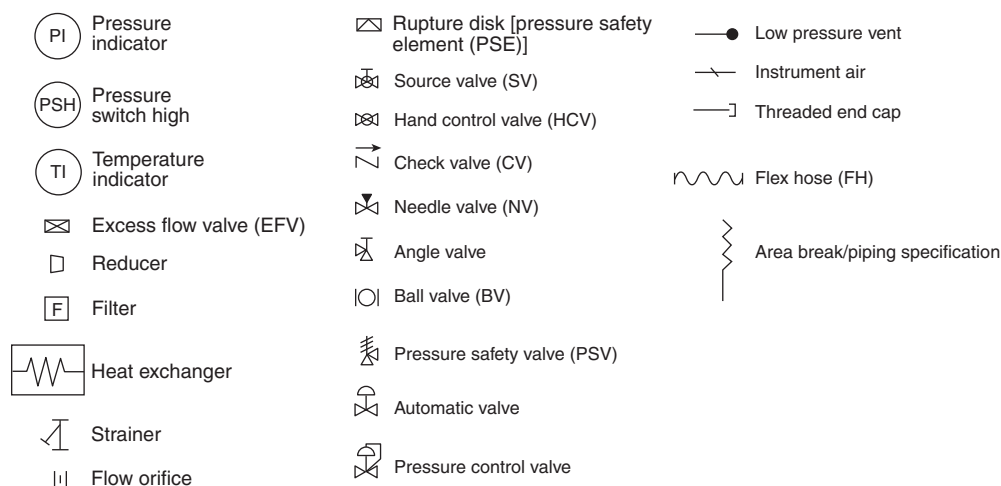 PI
Pressure
indicator
PSH
Pressure
switch high
TI
Temperature
indicator
Excess flow valve (EFV)
Reducer
F
Filter
Heat exchanger
Strainer
Flow orifice
Rupture disk [pressure safety
element (PSE)]
Source valve (SV)
Hand control valve (HCV)
Check valve (CV)
Needle valve (NV)
Angle valve
Ball valve (BV)
Pressure safety valve (PSV)
Automatic valve
Pressure control valve
Low pressure vent
Instrument air
Threaded end cap
Flex hose (FH)
Area break/piping specification